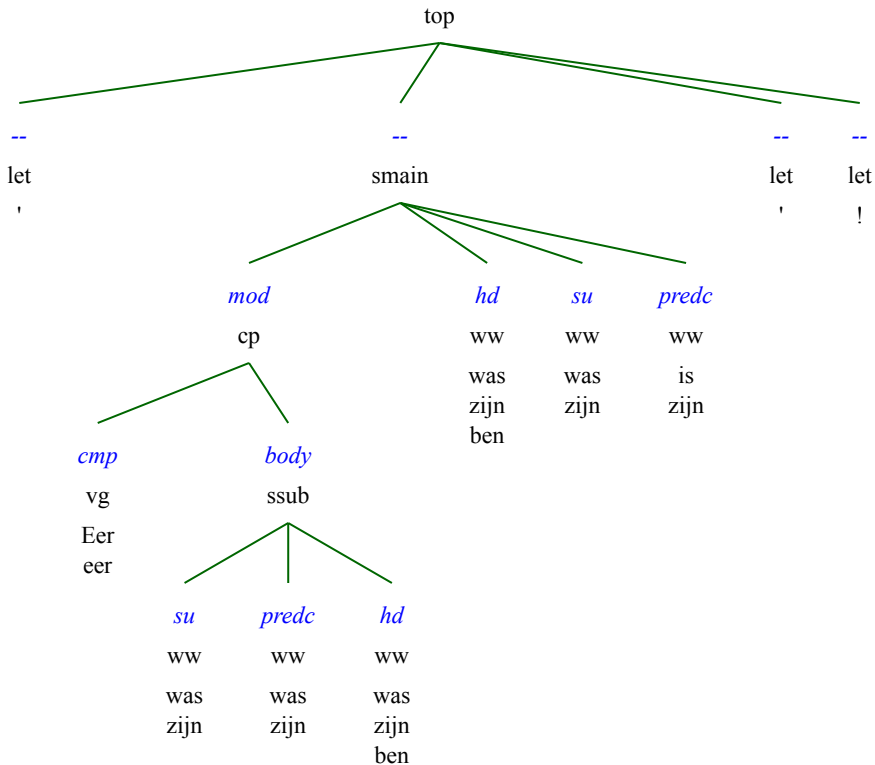 top
-- -- -- --
let smain let let
' ' !
mod hd su predc
cp ww ww ww
was was is
zijn zijn zijn
ben
cmp body
vg ssub
Eer
eer
su predc hd
ww ww ww
was was was
zijn zijn zijn
ben